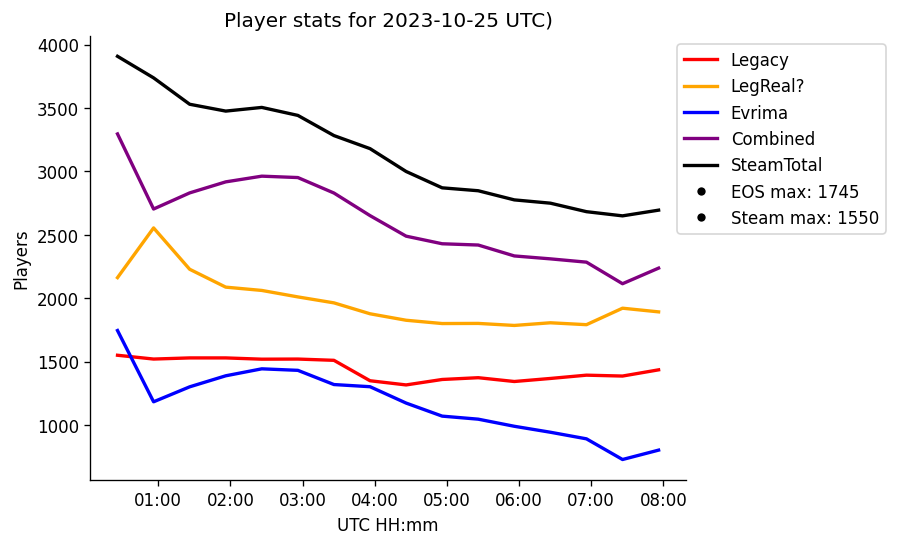 Player stats for 2023-10-25 UTC)
4000
3500
3000
2500
2000
1500
1000
Players
01:00 02:00 03:00 04:00 05:00 06:00 07:00 08:00
UTC HH:mm
Legacy
LegReal?
Evrima
Combined
SteamTotal
EOS max: 1745
Steam max: 1550